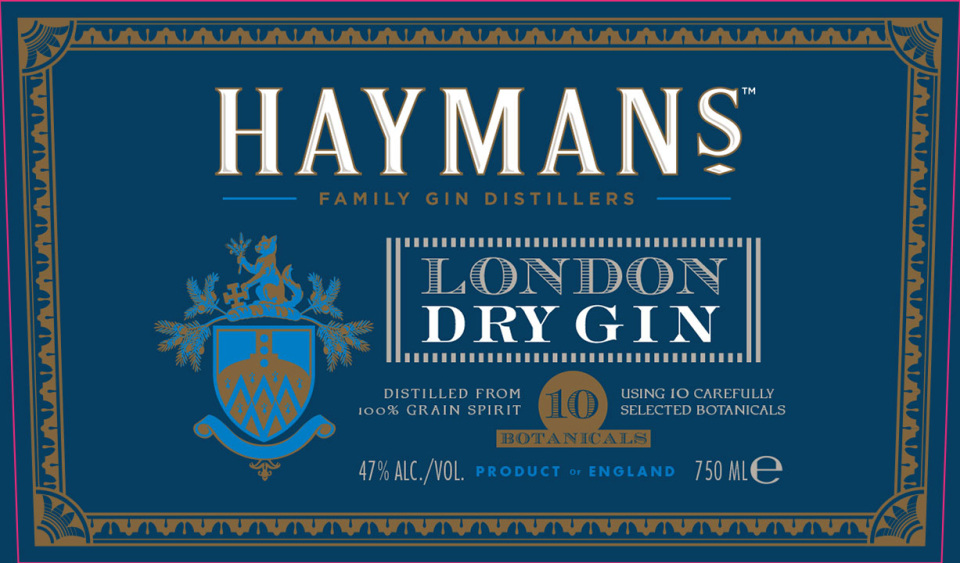 HAYMANS™
FAMILY GIN DISTILLERS
LONDON
DRY GIN
DISTILLED FROM
100% GRAIN SPIRIT
10
BOTANICALS
USING 10 CAREFULLY
SELECTED BOTANICALS
47% ALC./VOL. PRODUCT OF ENGLAND 750 ML e